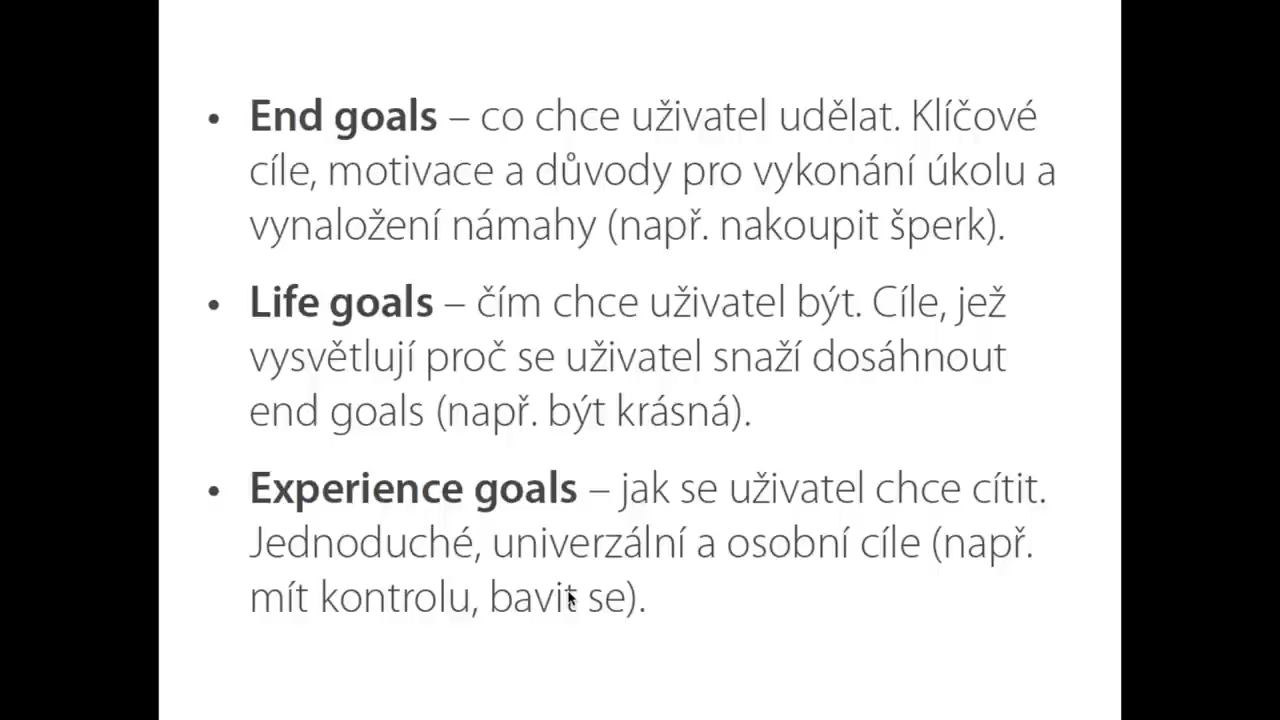 • End goals – co chce uživatel udělat. Klíčové
cíle, motivace a důvody pro vykonání úkolu a
vynaložení námahy (např. nakoupit šperk).
• Life goals – čím chce uživatel být. Cíle, jež
vysvětlují proč se uživatel snaží dosáhnout
end goals (např. být krásná).
• Experience goals – jak se uživatel chce cítit.
Jednoduché, univerzální a osobní cíle (např.
mít kontrolu, bavit se).